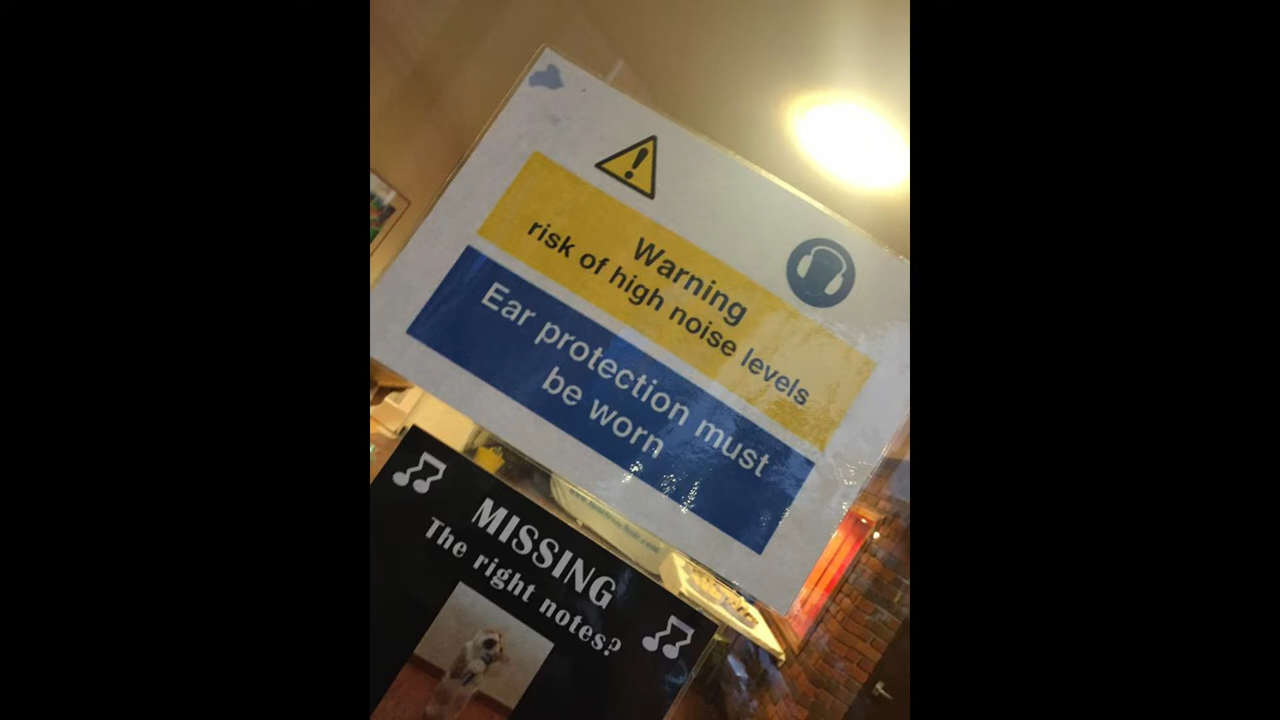 Warning
risk of high noise levels
Ear protection must
be worn
MISSING
The right notes?